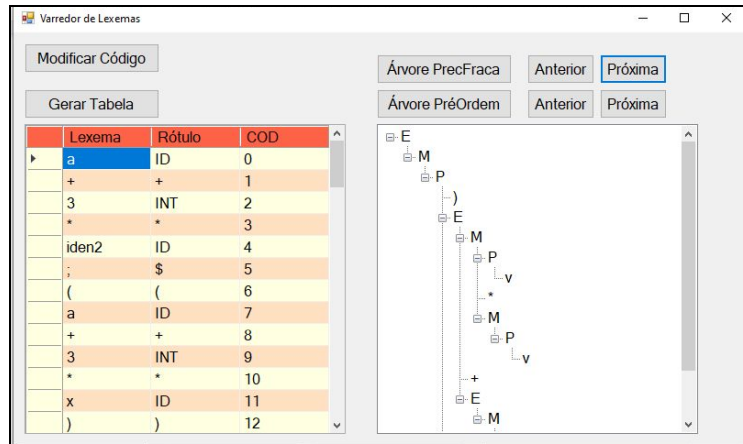 Varredor de Lexemas
Modificar Código
Árvore PrecFraca Anterior Próxima
Gerar Tabela
Árvore PréOrdem Anterior Próxima
Lexema Rótulo COD
a ID 0
+ + 1
3 INT 2
* * 3
iden2 ID 4
; $ 5
( ( 6
a ID 7
+ + 8
3 INT 9
* * 10
x ID 11
) ) 12
E
M
P
)
E
M
P
v
*
M
P
v
+
E
M